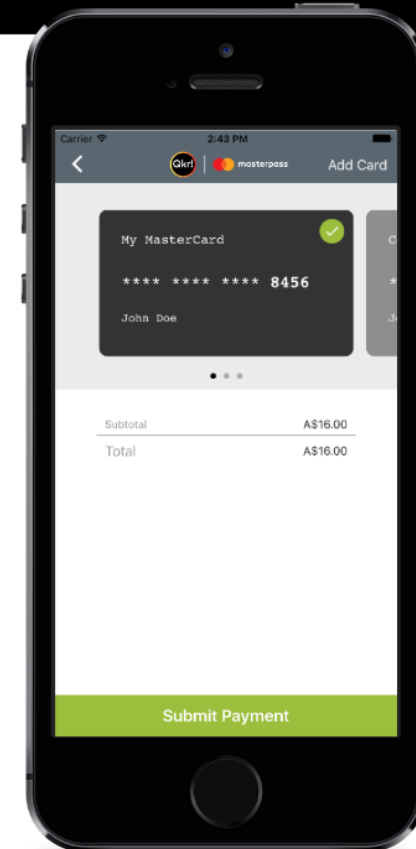 Carrier 2:43 PM
Qkr! masterpass Add Card
My MasterCard
C
**** **** **** 8456
*
John Doe
J
Subtotal A$16.00
Total A$16.00
Submit Payment